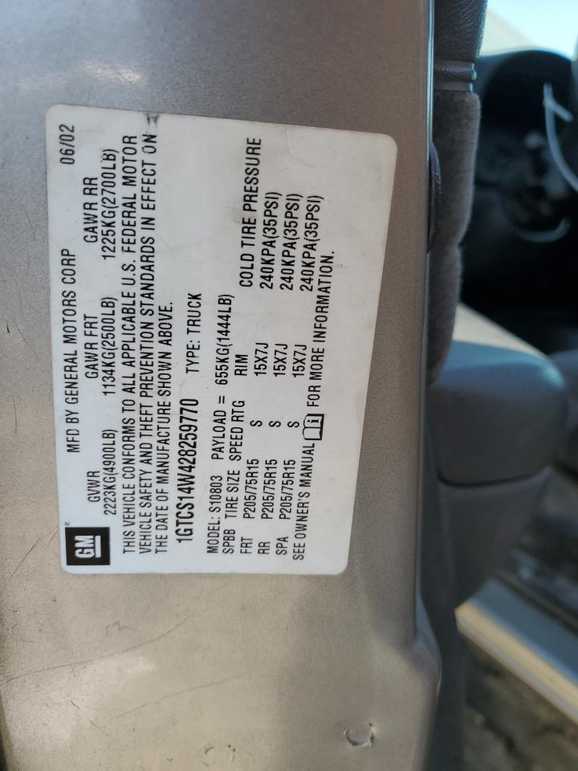 GM
MFD BY GENERAL MOTORS CORP 06/02
GVWR GAWR FRT GAWR RR
2223KG(4900LB) 1134KG(2500LB) 1225KG(2700LB)
THIS VEHICLE CONFORMS TO ALL APPLICABLE U.S. FEDERAL MOTOR
VEHICLE SAFETY AND THEFT PREVENTION STANDARDS IN EFFECT ON
THE DATE OF MANUFACTURE SHOWN ABOVE.
1GTCS14W428259770 TYPE: TRUCK
MODEL: S10803 PAYLOAD = 655KG(1444LB)
SPBB TIRE SIZE SPEED RTG RIM COLD TIRE PRESSURE
FRT P205/75R15 S 15X7J 240KPA(35PSI)
RR P205/75R15 S 15X7J 240KPA(35PSI)
SPA P205/75R15 S 15X7J 240KPA(35PSI)
SEE OWNER'S MANUAL FOR MORE INFORMATION.